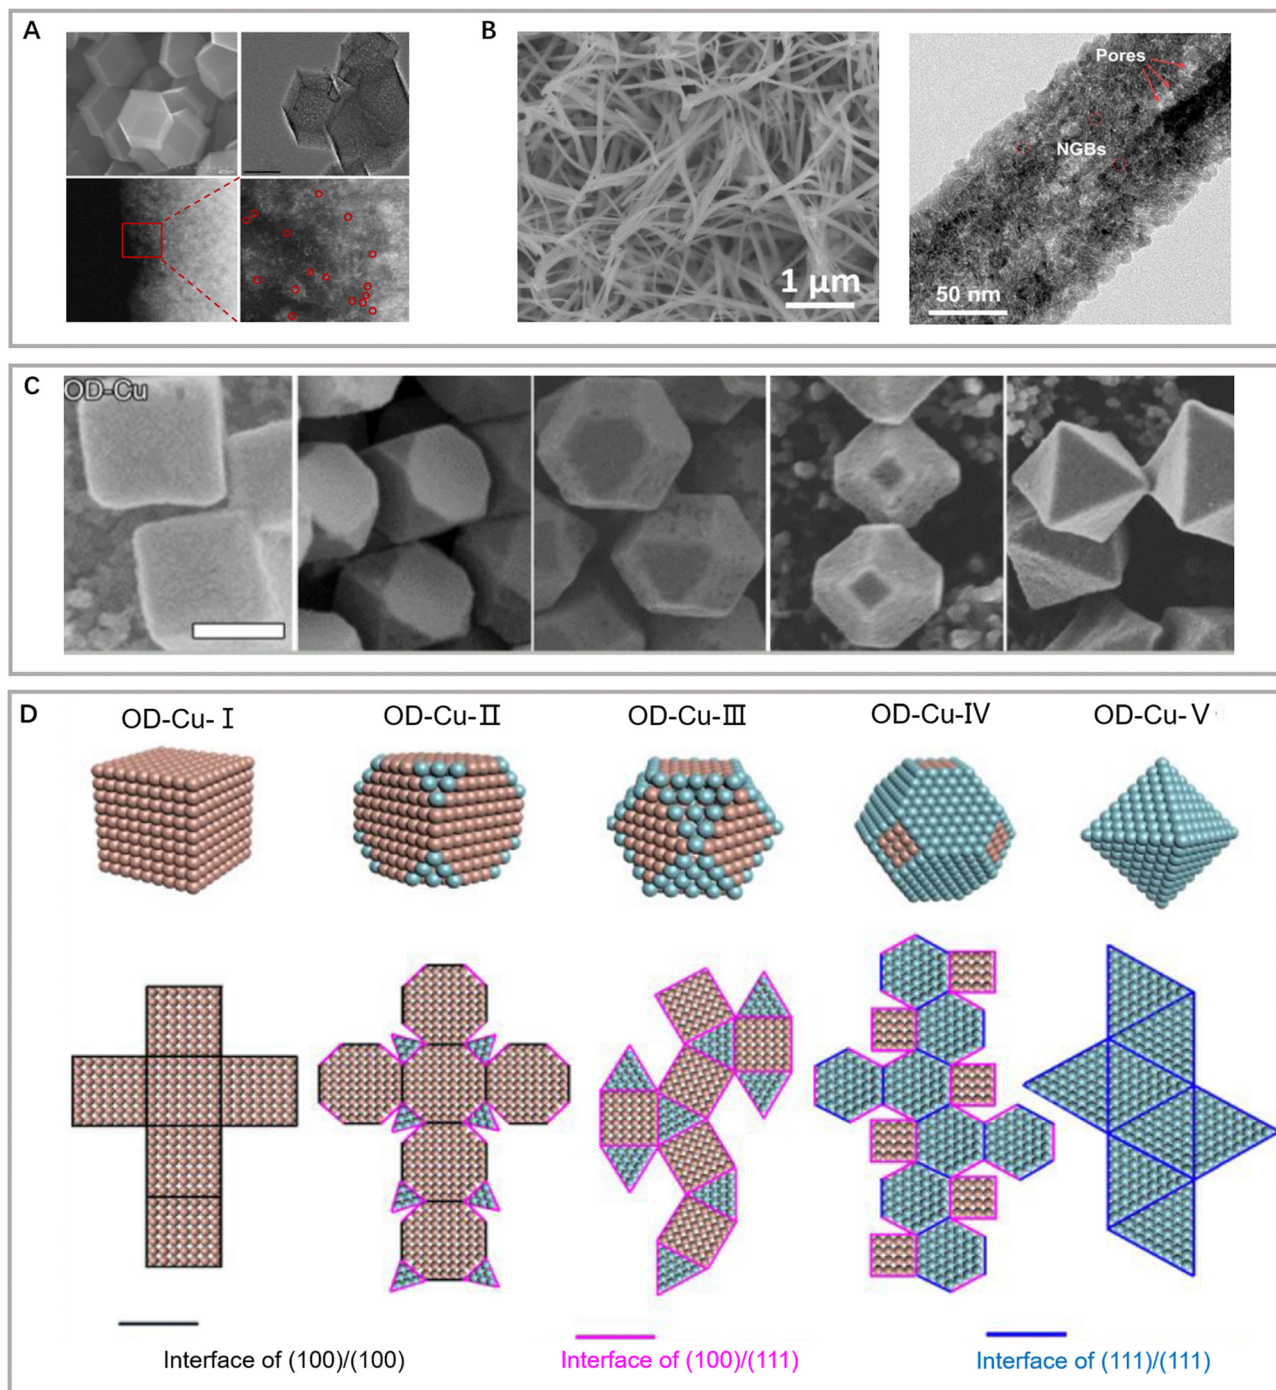 A
B
Pores
NGBs
1 μm
50 nm
C
OD-Cu
D
OD-Cu-Ⅰ
OD-Cu-Ⅱ
OD-Cu-Ⅲ
OD-Cu-Ⅳ
OD-Cu-Ⅴ
Interface of (100)/(100)
Interface of (100)/(111)
Interface of (111)/(111)